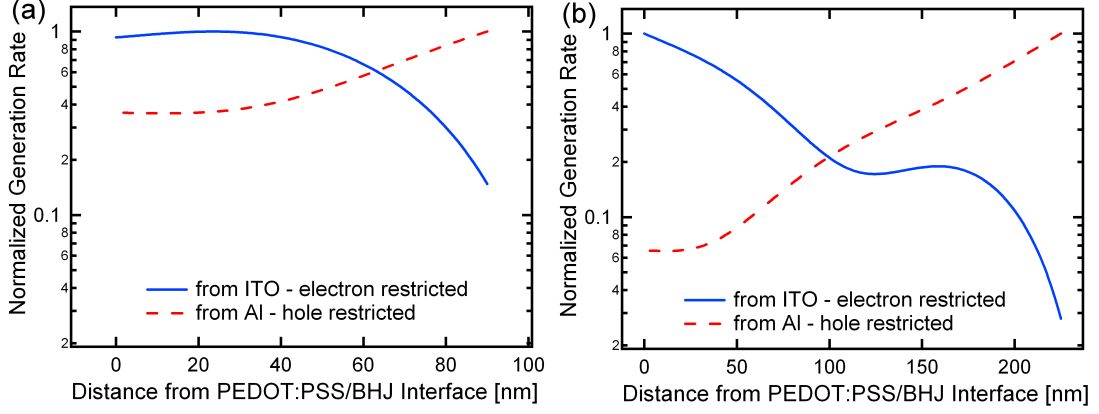 (a)
Normalized Generation Rate
1
8
6
4
2
0.1
8
6
4
2
from ITO - electron restricted
from Al - hole restricted
0 20 40 60 80 100
Distance from PEDOT:PSS/BHJ Interface [nm]
(b)
Normalized Generation Rate
1
8
6
4
2
0.1
8
6
4
2
from ITO - electron restricted
from Al - hole restricted
0 50 100 150 200
Distance from PEDOT:PSS/BHJ Interface [nm]